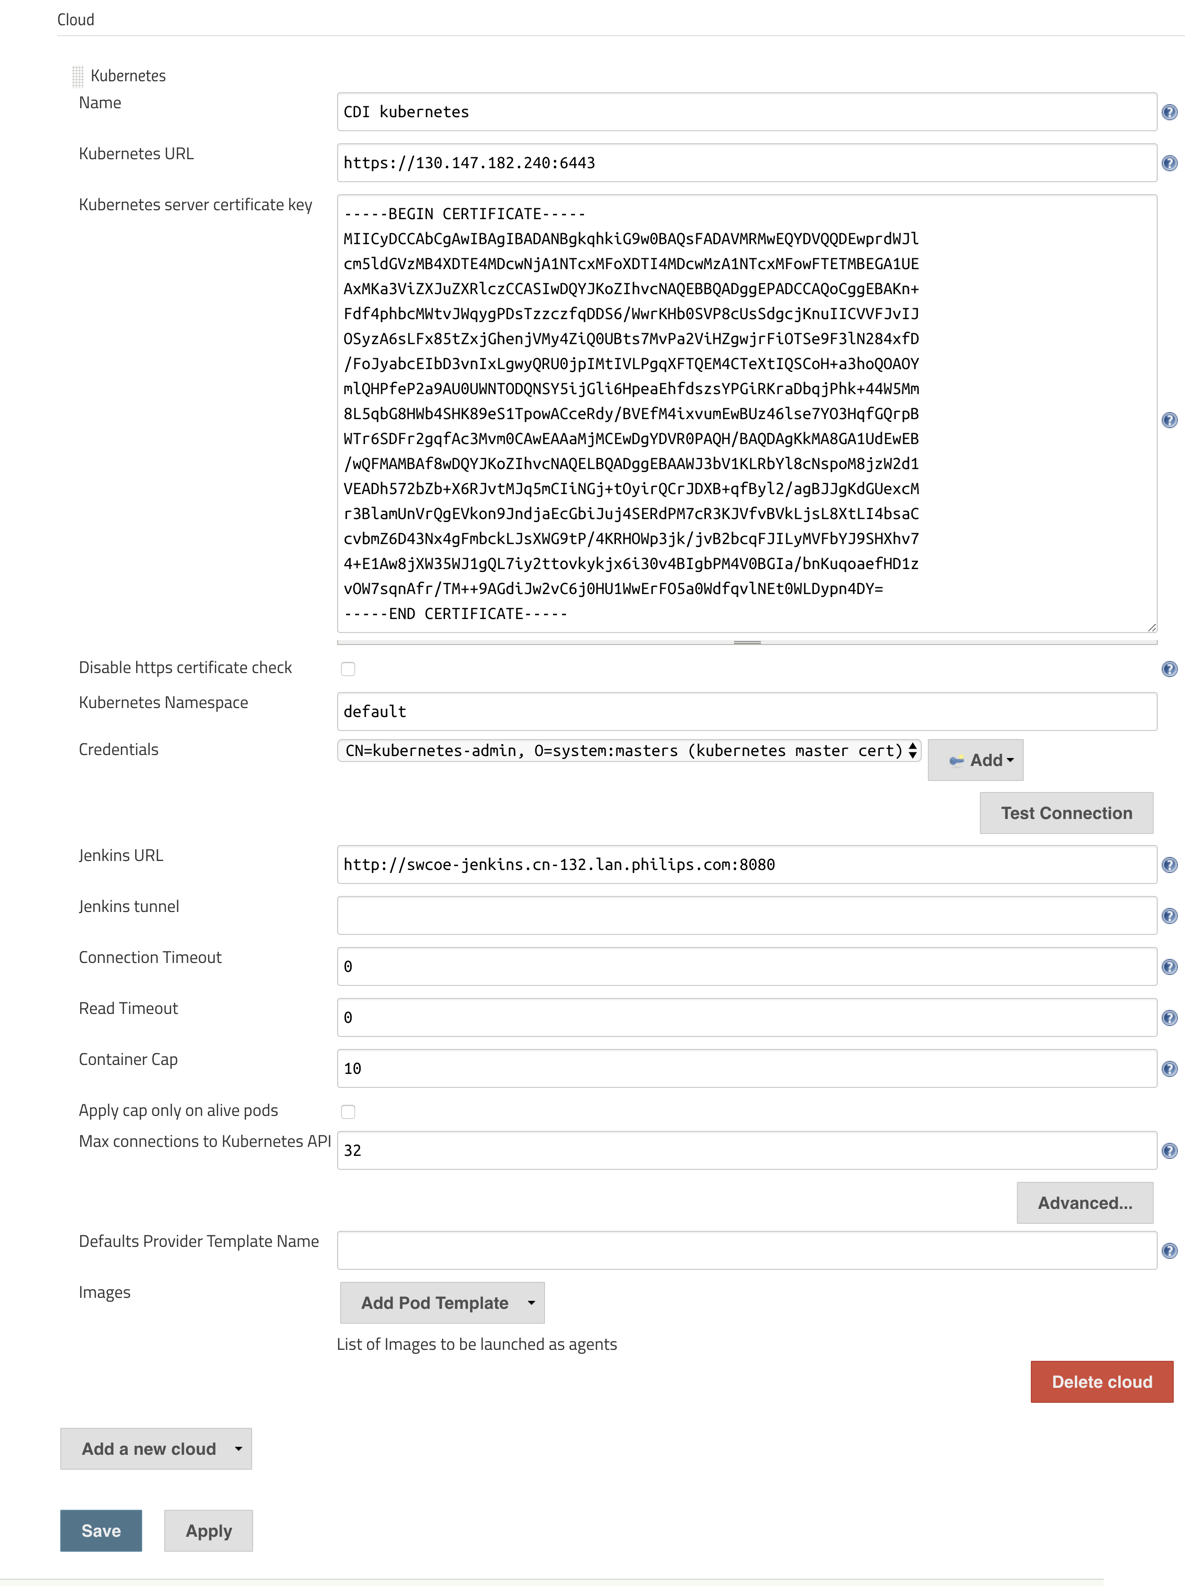 Cloud
Kubernetes
Name
CDI kubernetes
Kubernetes URL
https://130.147.182.240:6443
Kubernetes server certificate key
-----BEGIN CERTIFICATE-----
MIICyDCCAbCgAwIBAgIBADANBgkqhkiG9w0BAQsFADAVMRMwEQYDVQQDEwprdWJl
cm5ldGVzMB4XDTE4MDcwNjA1NTcxMFoXDTI4MDcwMzA1NTcxMFowFTETMBEGA1UE
AxMKa3ViZXJuZXRlczCCASIwDQYJKoZIhvcNAQEBBQADggEPADCCAQoCggEBAKn+
Fdf4phbcMWtvJWqygPDsTzzczfqDDS6/WwrKHb0SVP8cUsSdgcjKnuIICVVFJvIJ
OSyzA6sLFx85tZxjGhenjVMy4ZiQ0UBts7MvPa2ViHZgwjrFiOTSe9F3lN284xfD
/FoJyabcEIbD3vnIxLgwyQRU0jpIMtIVLPgqXFTQEM4CTeXtIQSCoH+a3hoQOAOY
mlQHPfeP2a9AU0UWNTODQNSY5ijGli6HpeaEhfdszsYPGiRKraDbqjPhk+44W5Mm
8L5qbG8HWb4SHK89eS1TpowACceRdy/BVEfM4ixvumEwBUz46lse7YO3HqfGQrpB
WTr6SDFr2gqfAc3Mvm0CAwEAAaMjMCEwDgYDVR0PAQH/BAQDAgKkMA8GA1UdEwEB
/wQFMAMBAf8wDQYJKoZIhvcNAQELBQADggEBAAWJ3bV1KLRbYl8cNspoM8jzW2d1
VEADh572bZb+X6RJvtMJq5mCIiNGj+tOyirQCrJDXB+qfByl2/agBJJgKdGUexcM
r3BlamUnVrQgEVkon9JndjaEcGbiJuj4SERdPM7cR3KJVfvBVkLjsL8XtLI4bsaC
cvbmZ6D43Nx4gFmbckLJsXWG9tP/4KRHOWp3jk/jvB2bcqFJILyMVFbYJ9SHXhv7
4+E1Aw8jXW35WJ1gQL7iy2ttovkykjx6i30v4BIgbPM4V0BGIa/bnKuqoaefHD1z
vOW7sqnAfr/TM++9AGdiJw2vC6j0HU1WwErFO5a0WdfqvlNEt0WLDypn4DY=
-----END CERTIFICATE-----
Disable https certificate check
Kubernetes Namespace
default
Credentials
CN=kubernetes-admin, O=system:masters (kubernetes master cert)
Add
Test Connection
Jenkins URL
http://swcoe-jenkins.cn-132.lan.philips.com:8080
Jenkins tunnel
Connection Timeout
0
Read Timeout
0
Container Cap
10
Apply cap only on alive pods
Max connections to Kubernetes API
32
Advanced...
Defaults Provider Template Name
Images
Add Pod Template
List of Images to be launched as agents
Delete cloud
Add a new cloud
Save
Apply